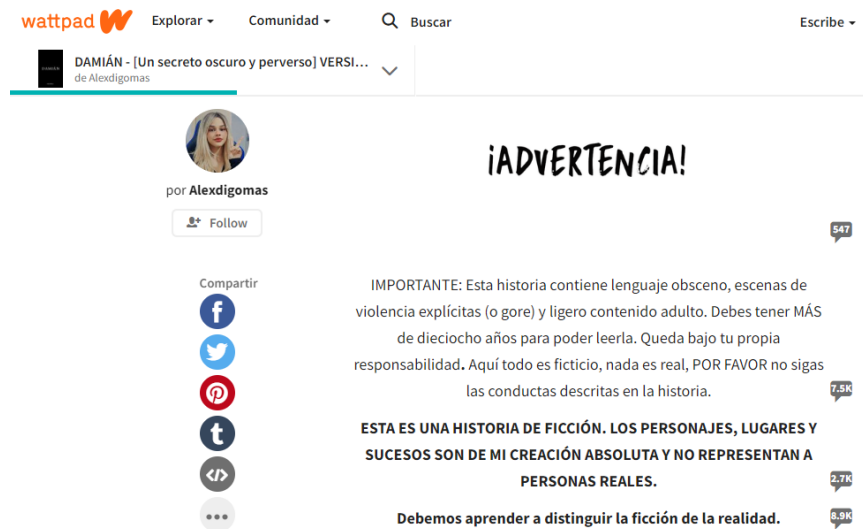 wattpad Explorar Comunidad Buscar Escribe
DAMIÁN - [Un secreto oscuro y perverso] VERSI...
de Alexdigomas
¡ADVERTENCIA!
por Alexdigomas
Follow
547
Compartir
IMPORTANTE: Esta historia contiene lenguaje obsceno, escenas de
violencia explícitas (o gore) y ligero contenido adulto. Debes tener MÁS
de dieciocho años para poder leerla. Queda bajo tu propia
responsabilidad. Aquí todo es ficticio, nada es real, POR FAVOR no sigas
las conductas descritas en la historia.
7.5K
ESTA ES UNA HISTORIA DE FICCIÓN. LOS PERSONAJES, LUGARES Y
SUCESOS SON DE MI CREACIÓN ABSOLUTA Y NO REPRESENTAN A
PERSONAS REALES.
2.7K
Debemos aprender a distinguir la ficción de la realidad.
8.9K